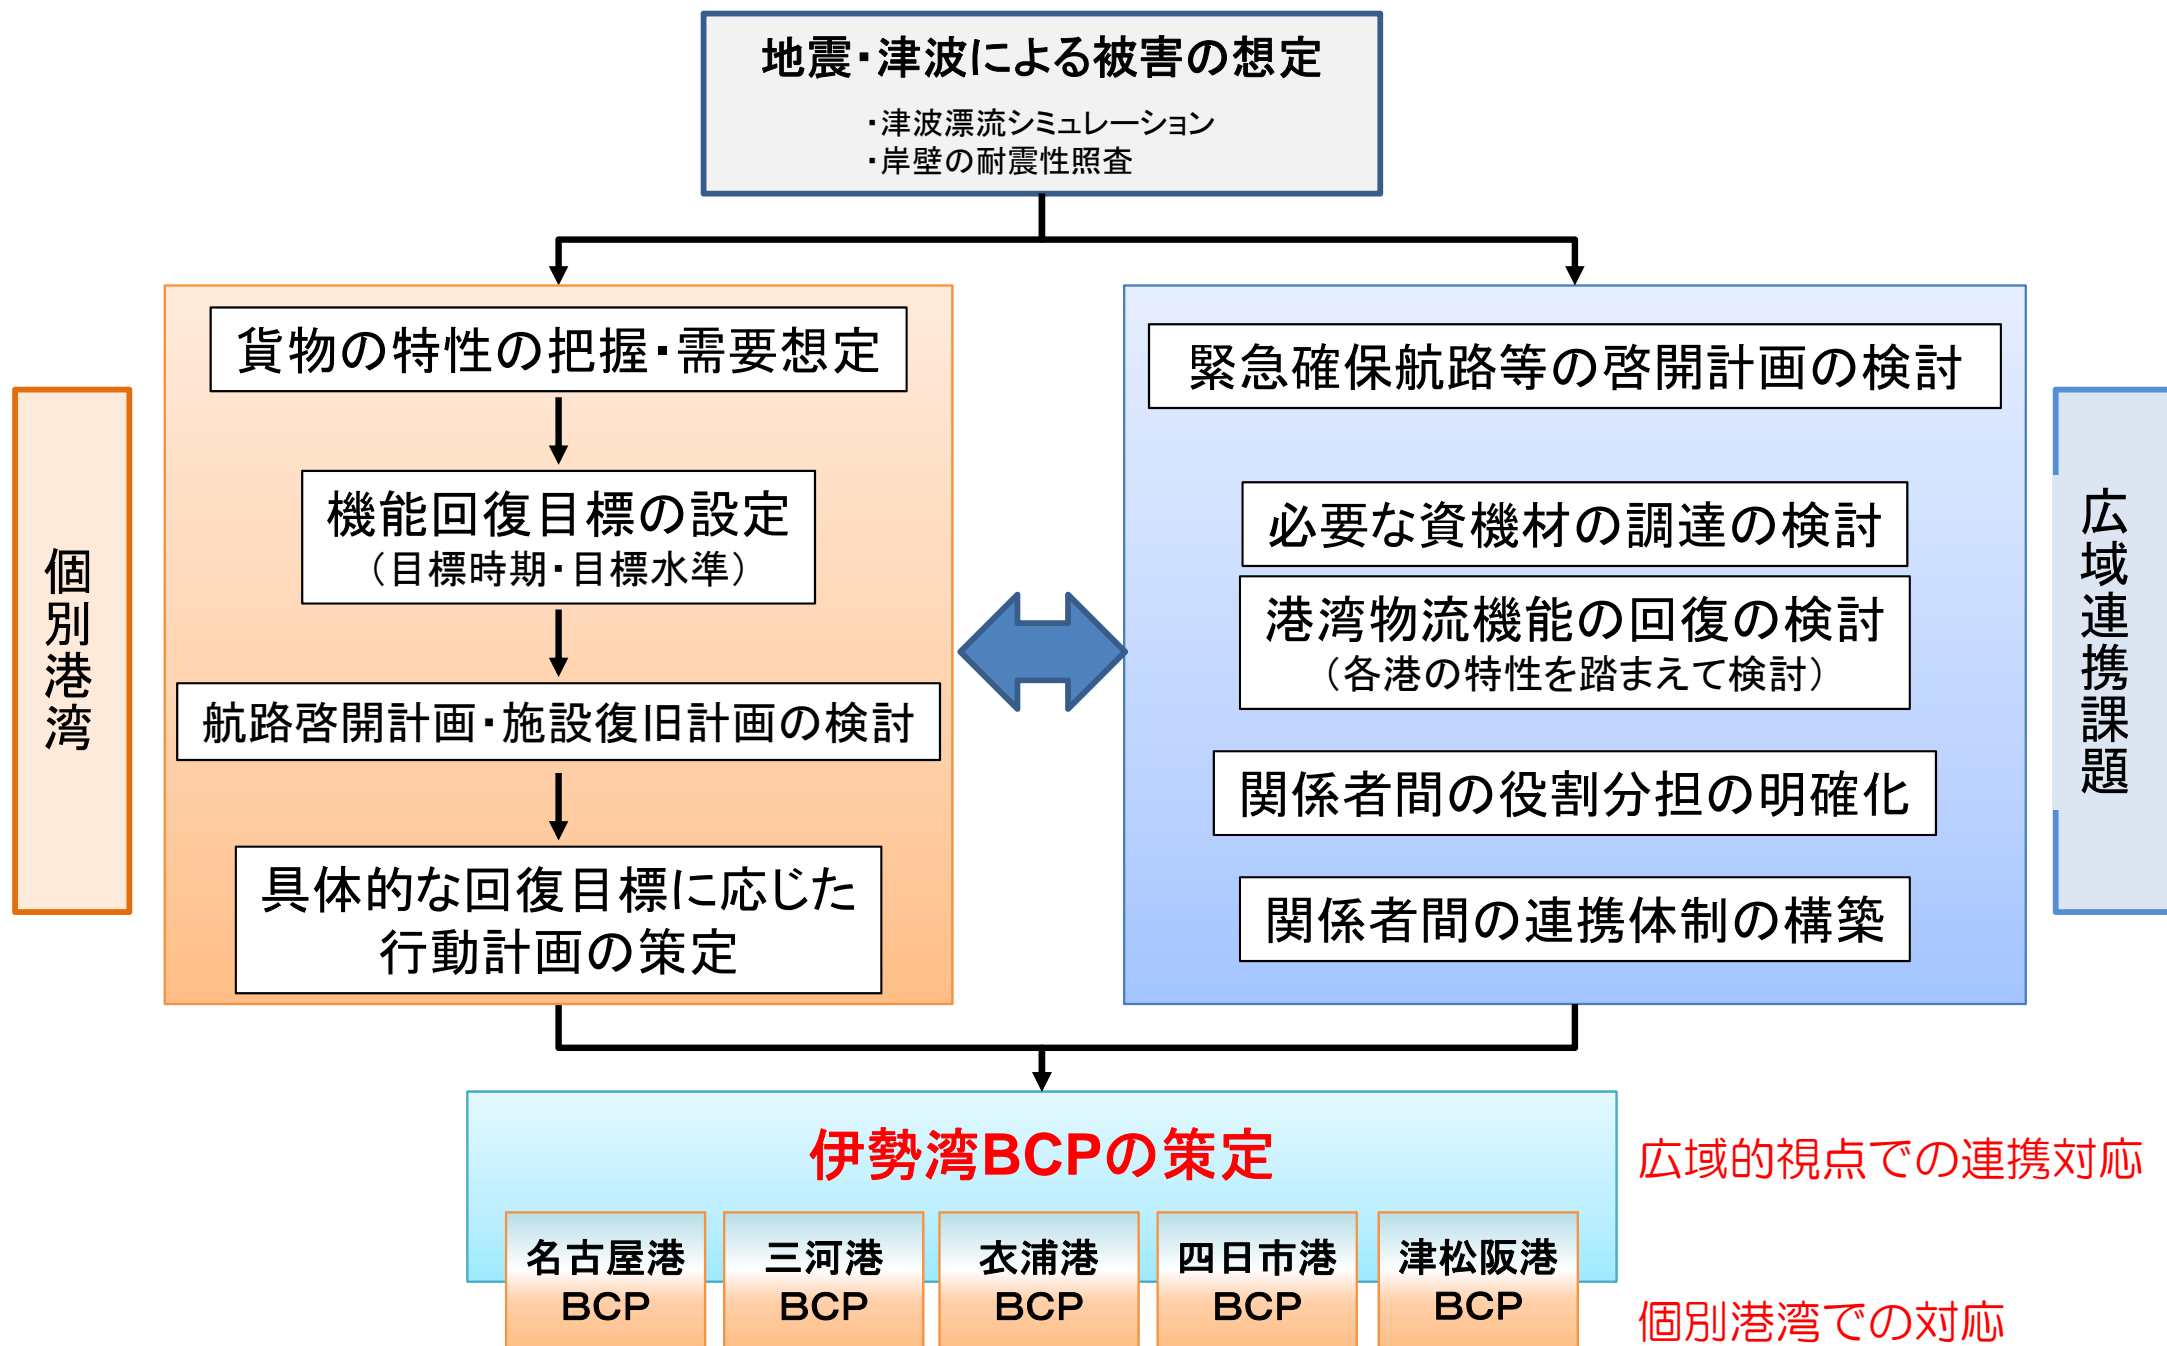 地震・津波による被害の想定
・津波漂流シミュレーション
・岸壁の耐震性照査
個別港湾
貨物の特性の把握・需要想定
機能回復目標の設定
（目標時期・目標水準）
航路啓開計画・施設復旧計画の検討
具体的な回復目標に応じた
行動計画の策定
緊急確保航路等の啓開計画の検討
必要な資機材の調達の検討
港湾物流機能の回復の検討
（各港の特性を踏まえて検討）
関係者間の役割分担の明確化
関係者間の連携体制の構築
広域連携課題
伊勢湾BCPの策定
広域的視点での連携対応
名古屋港
BCP
三河港
BCP
衣浦港
BCP
四日市港
BCP
津松阪港
BCP
個別港湾での対応